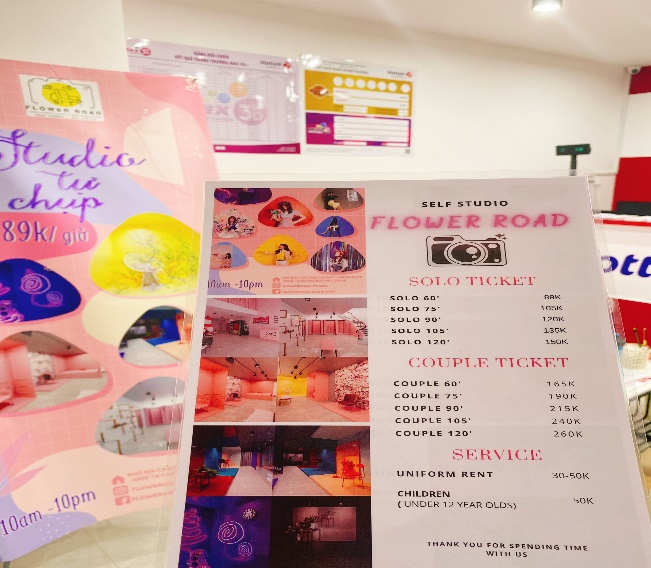 FLOWER ROAD
Studio
tự
chụp
89k/ giờ
10am -10pm
10am -10pm
SELF STUDIO
FLOWER ROAD
SOLO TICKET
SOLO 60' 89K
SOLO 75' 105K
SOLO 90' 120K
SOLO 105' 135K
SOLO 120' 150K
COUPLE TICKET
COUPLE 60' 165K
COUPLE 75' 190K
COUPLE 90' 215K
COUPLE 105' 240K
COUPLE 120' 260K
SERVICE
UNIFORM RENT 30-50K
CHILDREN
( UNDER 12 YEAR OLDS) 50K
THANK YOU FOR SPENDING TIME
WITH US